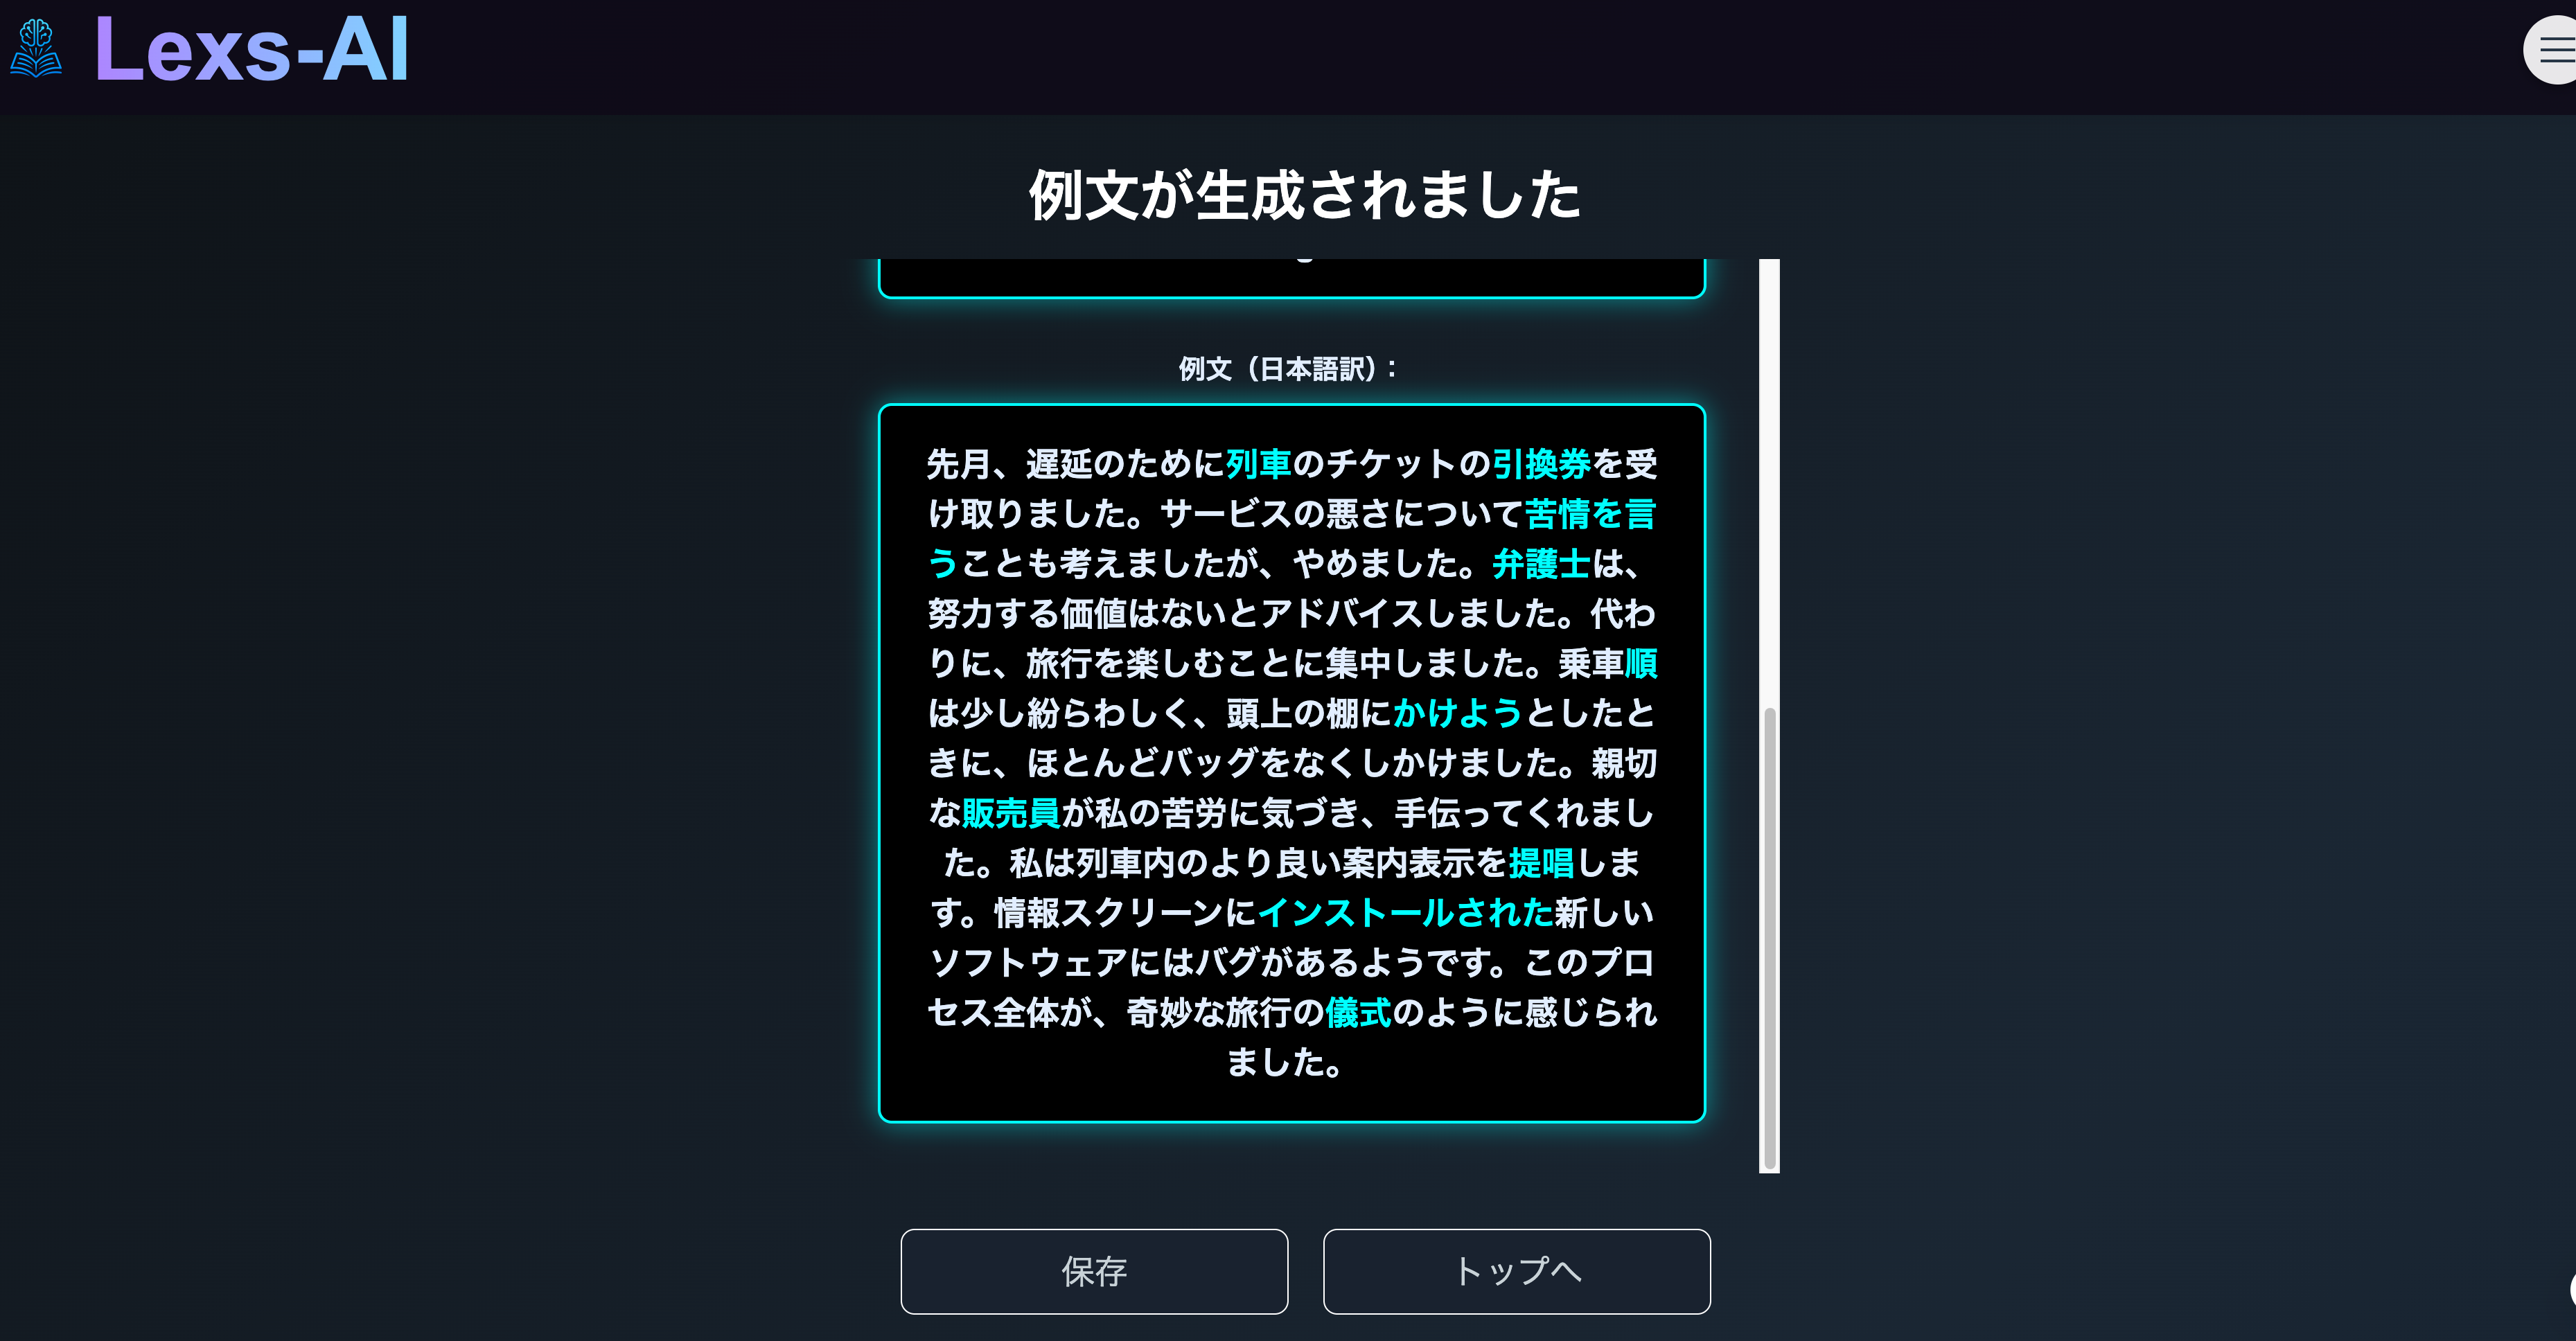 Lexs-AI
例文が生成されました
例文（日本語訳）：
先月、遅延のために列車のチケットの引換券を受
け取りました。サービスの悪さについて苦情を言
うことも考えましたが、やめました。弁護士は、
努力する価値はないとアドバイスしました。代わ
りに、旅行を楽しむことに集中しました。乗車順
は少し紛らわしく、頭上の棚にかけようとしたと
きに、ほとんどバッグをなくしかけました。親切
な販売員が私の苦労に気づき、手伝ってくれまし
た。私は列車内のより良い案内表示を提唱しま
す。情報スクリーンにインストールされた新しい
ソフトウェアにはバグがあるようです。このプロ
セス全体が、奇妙な旅行の儀式のように感じられ
ました。
保存
トップへ